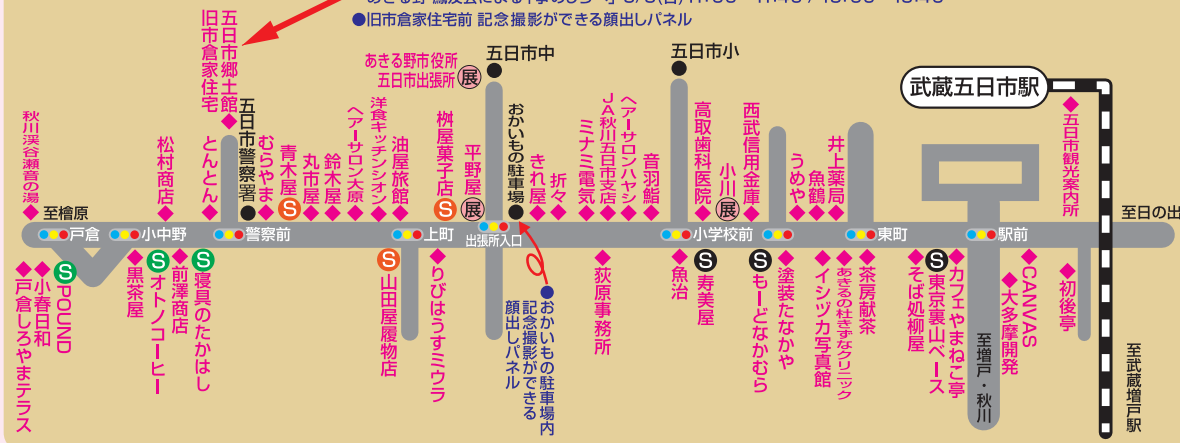 ●旧市倉家住宅前 記念撮影ができる顔出しパネル
五日市郷土館
旧市倉家住宅
あきる野市役所
五日市出張所
展
五日市中
五日市小
武蔵五日市駅
秋川渓谷瀬音の湯
至檜原
松村商店
とんとん
五日市警察署
むらやま
青木屋
S
丸市屋
鈴木屋
ヘアーサロン大原
洋食キッチンシオン
油屋旅館
桝屋菓子店
S
平野屋
展
おかいもの駐車場
きれ屋
折々
ミナミ電気
JA秋川五日市支店
ヘアーサロンハヤシ
音羽鮨
高取歯科医院
小川
展
西武信用金庫
うめや
魚鶴
井上薬局
五日市観光案内所
至日の出
戸倉
小中野
警察前
上町
出張所入口
小学校前
東町
駅前
戸倉しろやまテラス
小春日和
S
POUND
黒茶屋
S
オトノコーヒー
前澤商店
S
寝具のたかはし
S
山田屋履物店
りびはうすミウラ
おかいもの駐車場内
記念撮影ができる
顔出しパネル
荻原事務所
魚治
S
寿美屋
S
もーどなかむら
塗装たなかや
イシヅカ写真館
あきるの杜きずなクリニック
茶房献茶
そば処柳屋
S
東京裏山ベース
カフェやまねこ亭
至増戸・秋川
大多摩開発
CANVAS
初後亭
至武蔵増戸駅